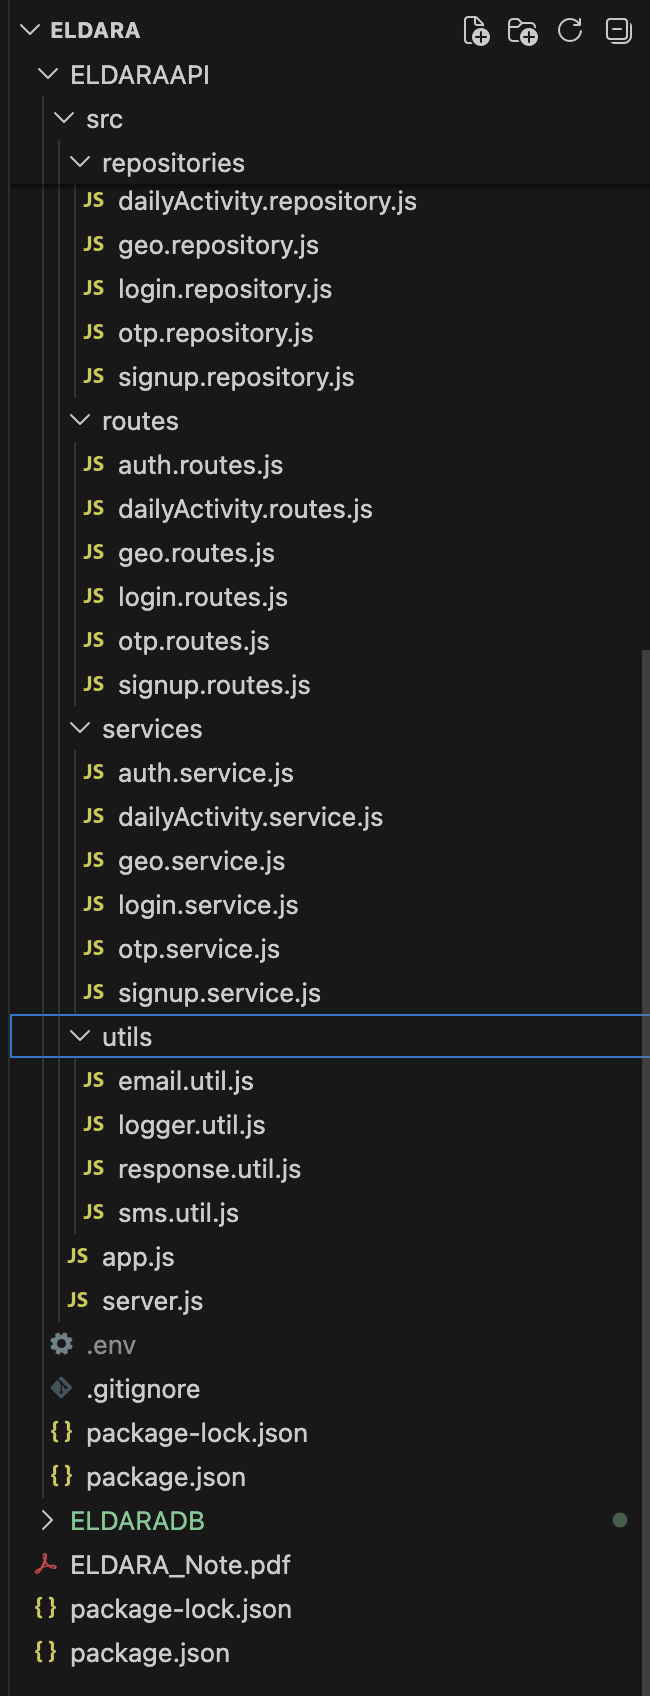 ELDARA
ELDARAAPI
src
repositories
JS dailyActivity.repository.js
JS geo.repository.js
JS login.repository.js
JS otp.repository.js
JS signup.repository.js
routes
JS auth.routes.js
JS dailyActivity.routes.js
JS geo.routes.js
JS login.routes.js
JS otp.routes.js
JS signup.routes.js
services
JS auth.service.js
JS dailyActivity.service.js
JS geo.service.js
JS login.service.js
JS otp.service.js
JS signup.service.js
utils
JS email.util.js
JS logger.util.js
JS response.util.js
JS sms.util.js
JS app.js
JS server.js
.env
.gitignore
{} package-lock.json
{} package.json
ELDARADB
ELDARA_Note.pdf
{} package-lock.json
{} package.json